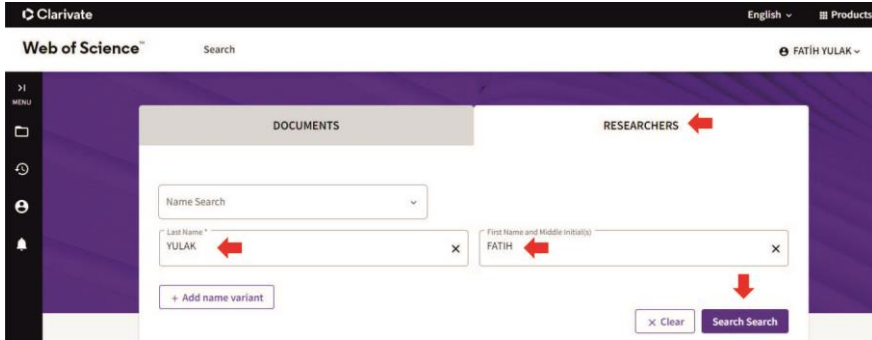 Clarivate
English
Products
Web of Science™
Search
FATİH YULAK
MENU
DOCUMENTS
RESEARCHERS
Name Search
Last Name *
First Name and Middle Initial(s)
YULAK
FATIH
+ Add name variant
× Clear
Search Search